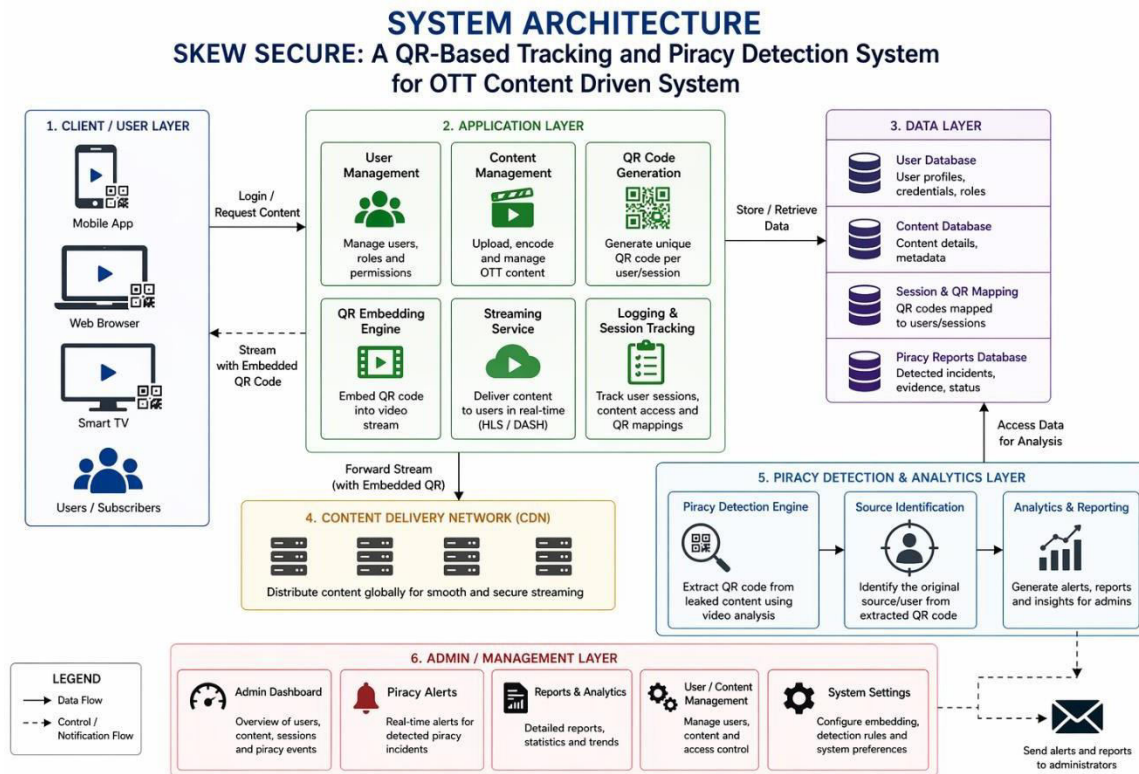 SYSTEM ARCHITECTURE
SKEW SECURE: A QR-Based Tracking and Piracy Detection System
for OTT Content Driven System
1. CLIENT / USER LAYER
Mobile App
Web Browser
Smart TV
Users / Subscribers
Login /
Request Content
Stream
with Embedded
QR Code
2. APPLICATION LAYER
User
Management
Manage users,
roles and
permissions
Content
Management
Upload, encode
and manage
OTT content
QR Code
Generation
Generate unique
QR code per
user/session
QR Embedding
Engine
Embed QR code
into video
stream
Streaming
Service
Deliver content
to users in real-time
(HLS / DASH)
Logging &
Session Tracking
Track user sessions,
content access and
QR mappings
Store / Retrieve
Data
3. DATA LAYER
User Database
User profiles,
credentials, roles
Content Database
Content details,
metadata
Session & QR Mapping
QR codes mapped
to users/sessions
Piracy Reports Database
Detected incidents,
evidence, status
Access Data
for Analysis
Forward Stream
(with Embedded QR)
4. CONTENT DELIVERY NETWORK (CDN)
Distribute content globally for smooth and secure streaming
5. PIRACY DETECTION & ANALYTICS LAYER
Piracy Detection Engine
Extract QR code from
leaked content using
video analysis
Source Identification
Identify the original
source/user from
extracted QR code
Analytics & Reporting
Generate alerts, reports
and insights for admins
LEGEND
Data Flow
Control /
Notification Flow
6. ADMIN / MANAGEMENT LAYER
Admin Dashboard
Overview of users,
content, sessions
and piracy events
Piracy Alerts
Real-time alerts for
detected piracy
incidents
Reports & Analytics
Detailed reports,
statistics and trends
User / Content
Management
Manage users,
content and
access control
System Settings
Configure embedding,
detection rules and
system preferences
Send alerts and reports
to administrators